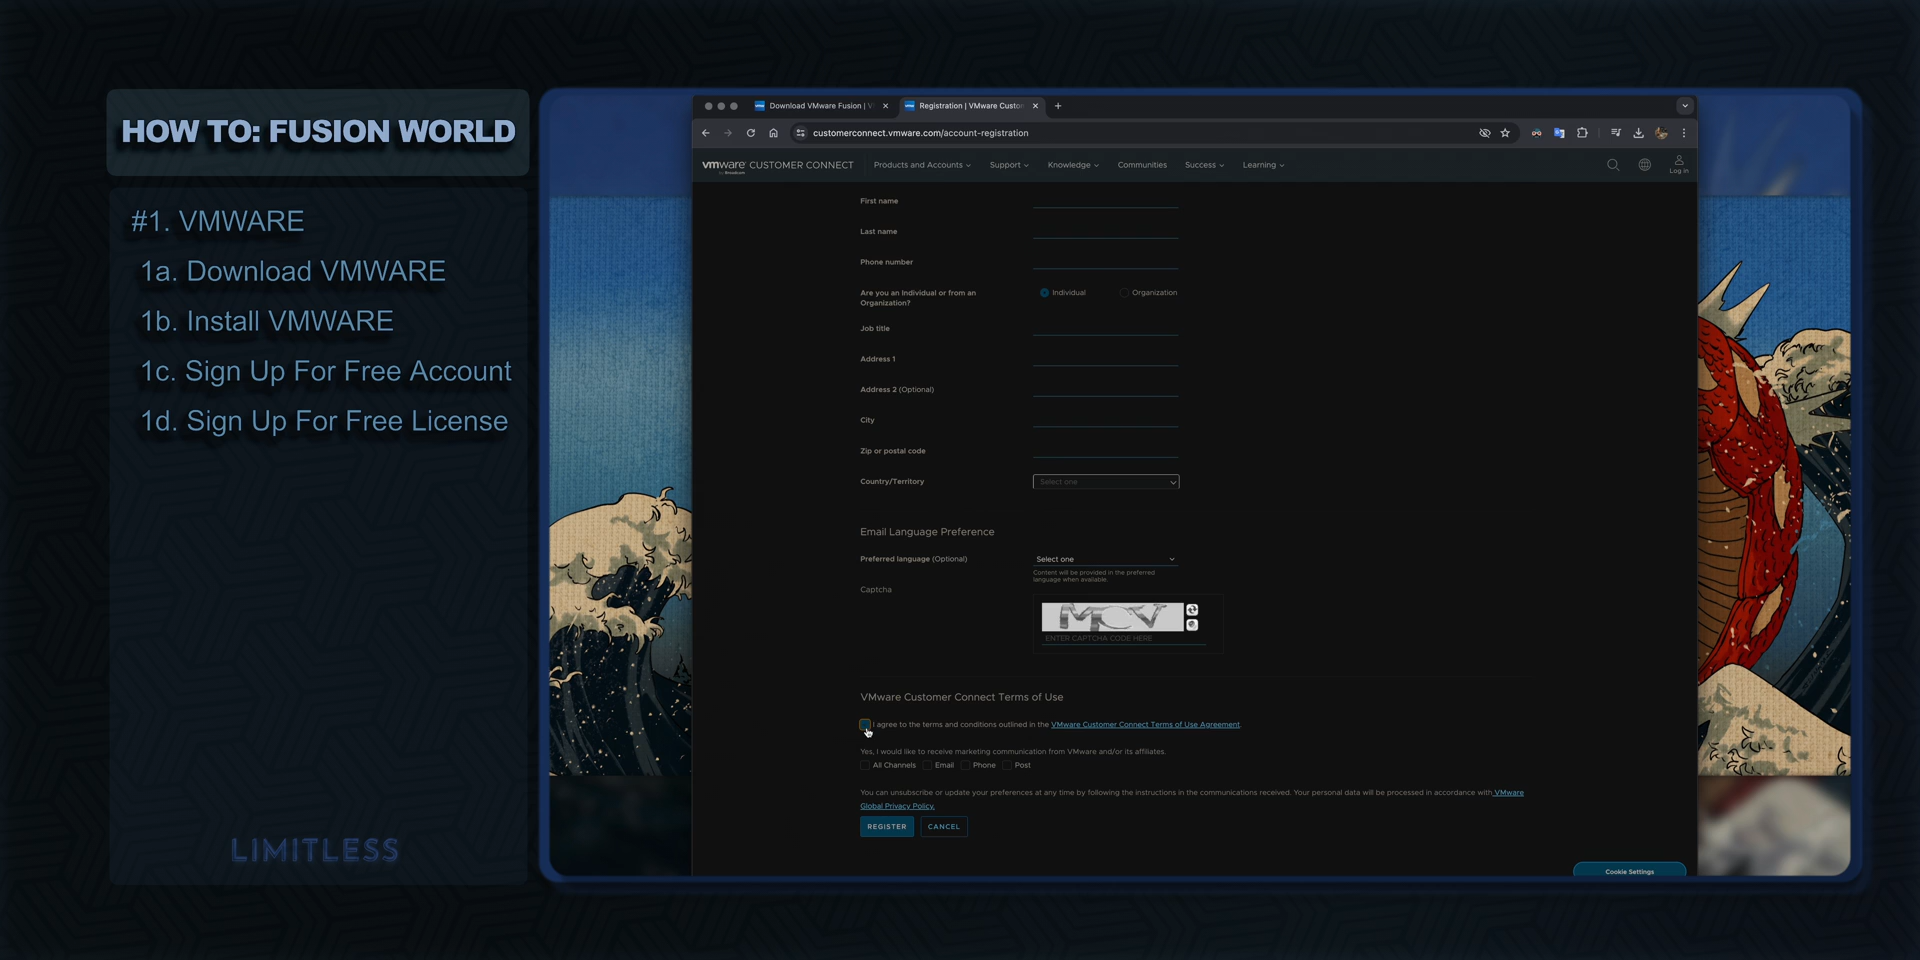 HOW TO: FUSION WORLD
#1. VMWARE
1a. Download VMWARE
1b. Install VMWARE
1c. Sign Up For Free Account
1d. Sign Up For Free License
LIMITLESS
Download VMware Fusion | V
Registration | VMware Custo
customerconnect.vmware.com/account-registration
vmware CUSTOMER CONNECT
by Broadcom
Products and Accounts
Support
Knowledge
Communities
Success
Learning
Log in
First name
Last name
Phone number
Are you an Individual or from an
Organization?
Individual
Organization
Job title
Address 1
Address 2 (Optional)
City
Zip or postal code
Country/Territory
Select one
Email Language Preference
Preferred language (Optional)
Select one
Content will be provided in the preferred
language when available.
Captcha
ENTER CAPTCHA CODE HERE
VMware Customer Connect Terms of Use
I agree to the terms and conditions outlined in the VMware Customer Connect Terms of Use Agreement.
Yes, I would like to receive marketing communication from VMware and/or its affiliates.
All Channels Email Phone Post
You can unsubscribe or update your preferences at any time by following the instructions in the communications received. Your personal data will be processed in accordance with VMware
Global Privacy Policy.
REGISTER
CANCEL
Cookie Settings